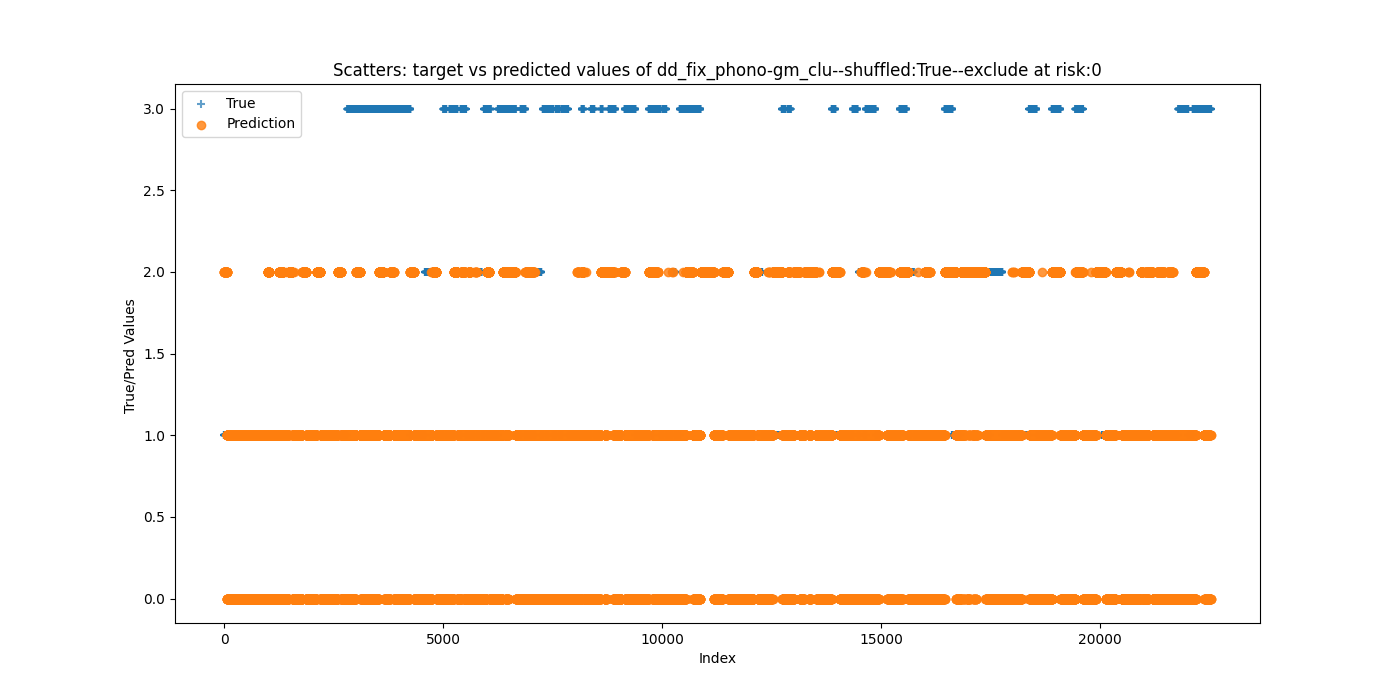 Scatters: target vs predicted values of dd_fix_phono-gm_clu--shuffled:True--exclude at risk:0
True
Prediction
3.0
2.5
2.0
1.5
1.0
0.5
0.0
True/Pred Values
0 5000 10000 15000 20000
Index